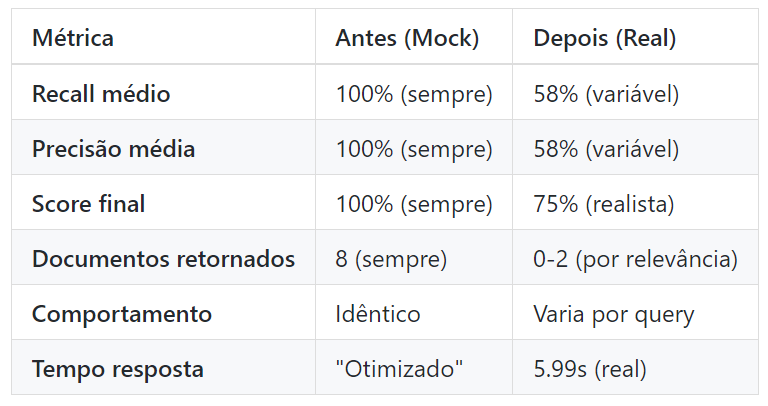 Métrica Antes (Mock) Depois (Real)
Recall médio 100% (sempre) 58% (variável)
Precisão média 100% (sempre) 58% (variável)
Score final 100% (sempre) 75% (realista)
Documentos retornados 8 (sempre) 0-2 (por relevância)
Comportamento Idêntico Varia por query
Tempo resposta "Otimizado" 5.99s (real)